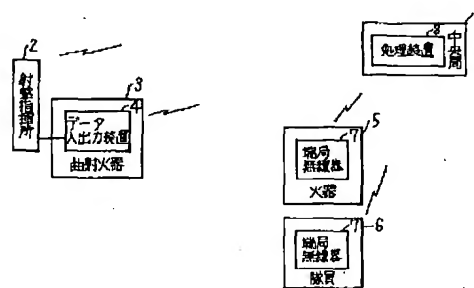 1
2
射撃指揮所
3
4
データ
入出力装置
曲射火器
8
処理装置
中央局
5
7
端局
無線器
火器
6
7
端局
無線器
隊員